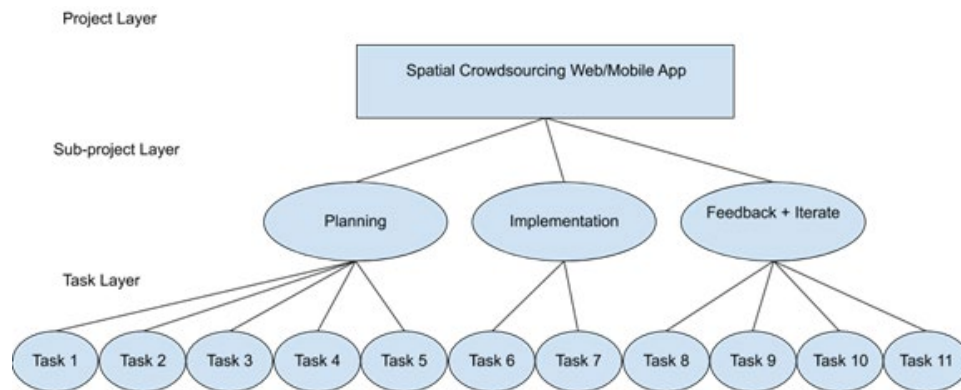 Project Layer
Spatial Crowdsourcing Web/Mobile App
Sub-project Layer
Planning
Implementation
Feedback + Iterate
Task Layer
Task 1
Task 2
Task 3
Task 4
Task 5
Task 6
Task 7
Task 8
Task 9
Task 10
Task 11